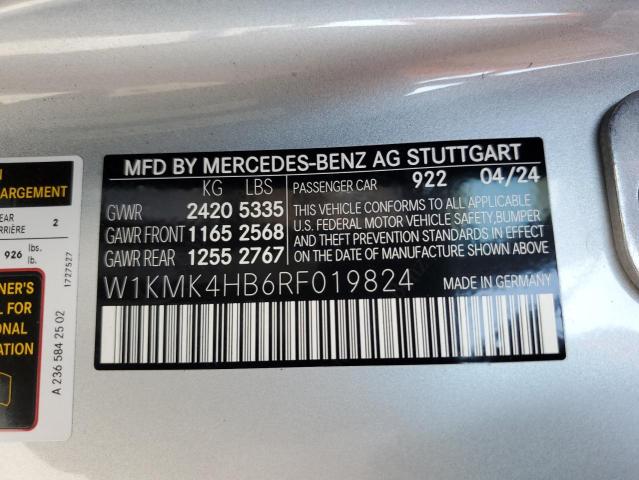 MFD BY MERCEDES-BENZ AG STUTTGART
KG LBS PASSENGER CAR 922 04/24
GVWR 2420 5335
GAWR FRONT 1165 2568
GAWR REAR 1255 2767
THIS VEHICLE CONFORMS TO ALL APPLICABLE
U.S. FEDERAL MOTOR VEHICLE SAFETY, BUMPER
AND THEFT PREVENTION STANDARDS IN EFFECT
ON THE DATE OF MANUFACTURE SHOWN ABOVE.
W1KMK4HB6RF019824 MADE IN GERMANY
ARGEMENT
EAR 2
RRIÈRE
926 lbs.
lb.
NER'S
L FOR
ONAL
ATION
1727527
A 236 584 25 02